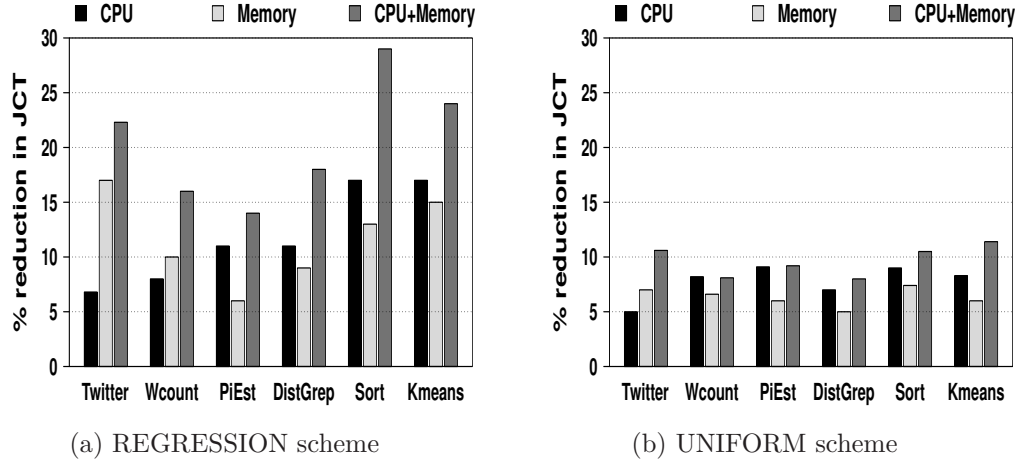 CPU Memory CPU+Memory
% reduction in JCT
30
25
20
15
10
5
0
Twitter Wcount PiEst DistGrep Sort Kmeans
(a) REGRESSION scheme
CPU Memory CPU+Memory
% reduction in JCT
30
25
20
15
10
5
0
Twitter Wcount PiEst DistGrep Sort Kmeans
(b) UNIFORM scheme